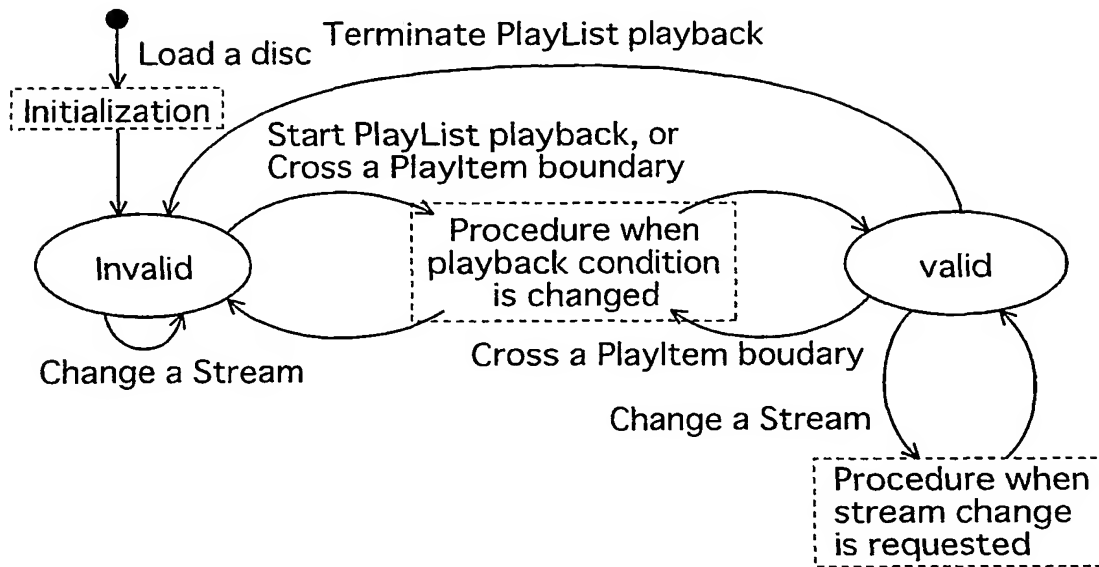 Load a disc
Terminate PlayList playback
Initialization
Start PlayList playback, or
Cross a PlayItem boundary
Invalid
Procedure when
playback condition
is changed
valid
Change a Stream
Cross a PlayItem boudary
Change a Stream
Procedure when
stream change
is requested